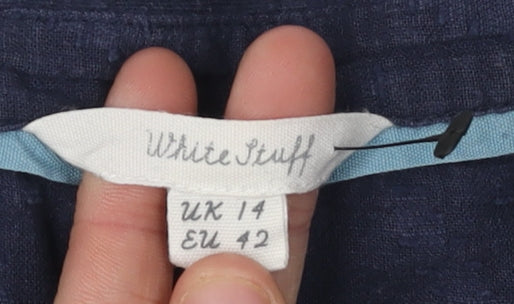 White Stuff
UK 14
EU 42